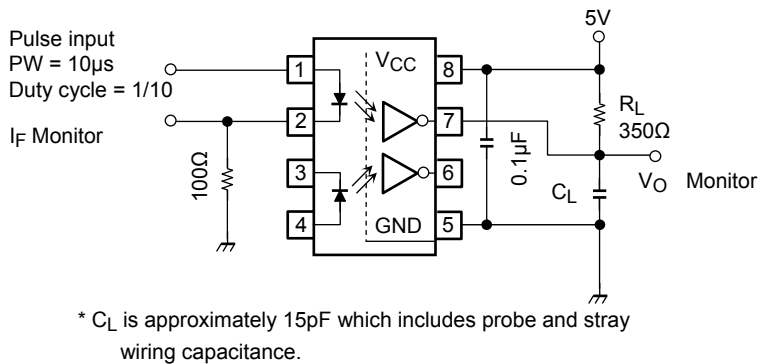 5V
Pulse input
PW = 10μs
Duty cycle = 1/10
IF Monitor
100Ω
1
2
3
4
VCC
GND
8
7
6
5
0.1μF
RL
350Ω
CL
VO Monitor
* CL is approximately 15pF which includes probe and stray
wiring capacitance.